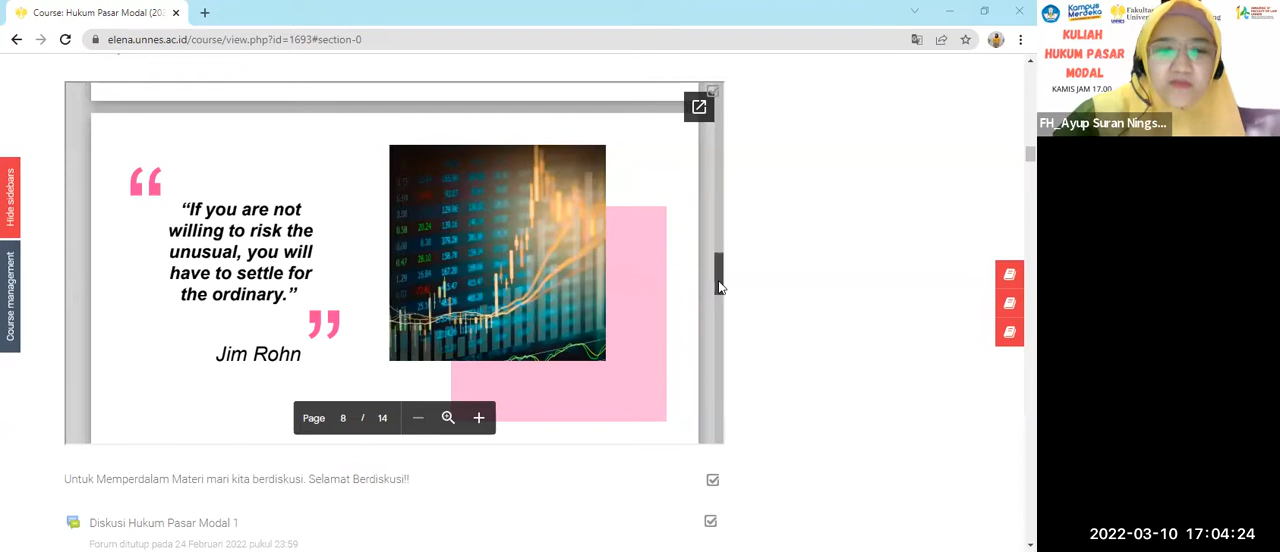 Course: Hukum Pasar Modal (202
elena.unnes.ac.id/course/view.php?id=1693#section-0
Hide sidebars
Course management
“If you are not
willing to risk the
unusual, you will
have to settle for
the ordinary.”
Jim Rohn
Page 8 / 14
Untuk Memperdalam Materi mari kita berdiskusi. Selamat Berdiskusi!!
Diskusi Hukum Pasar Modal 1
Forum ditutup pada 24 Februari 2022 pukul 23:59
Kampus
Merdeka
UNNES
KULIAH
HUKUM PASAR
MODAL
KAMIS JAM 17.00
FH_Ayup Suran Nings...
2022-03-10 17:04:24